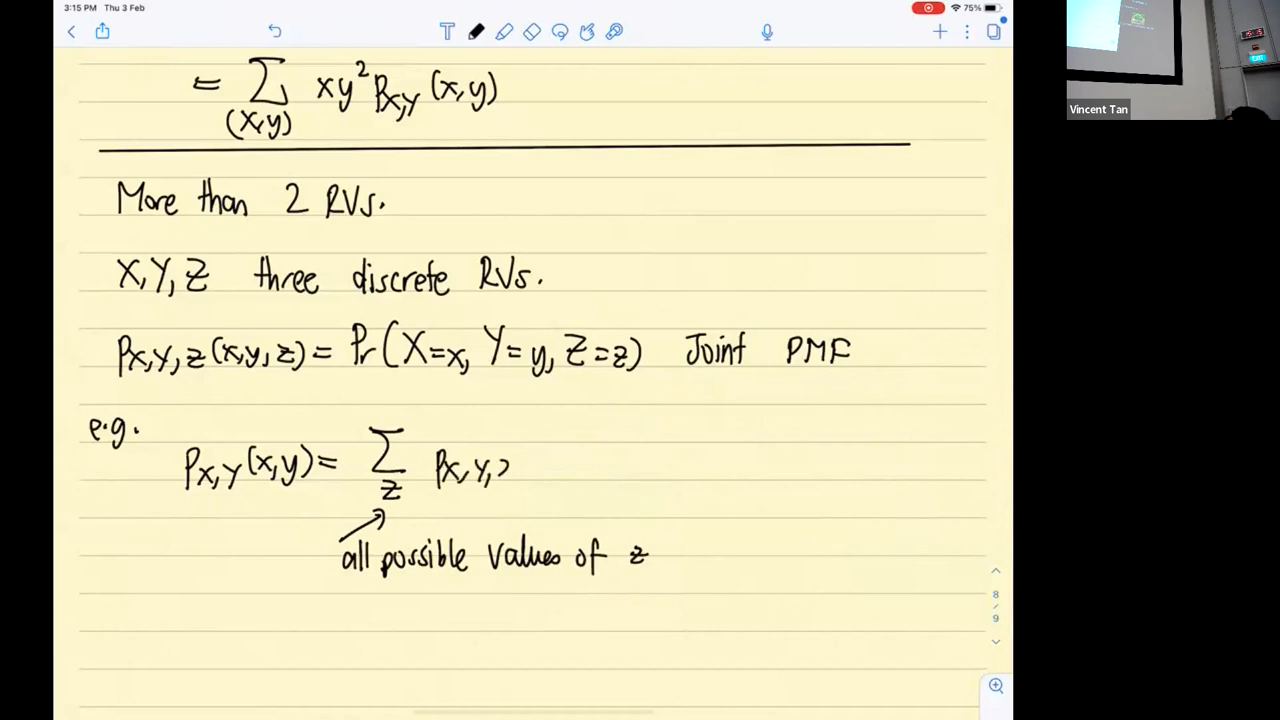 3:15 PM Thu 3 Feb
75%
= ∑ xy² P_{X,Y} (x,y)
(x,y)
More than 2 RVs.
X, Y, Z three discrete RVs.
P_{X,Y,Z}(x,y,z) = Pr(X=x, Y=y, Z=z) Joint PMF
e.g.
P_{X,Y}(x,y) = ∑ P_{X,Y,
z
all possible values of z
8
/
9
Vincent Tan
EXIT